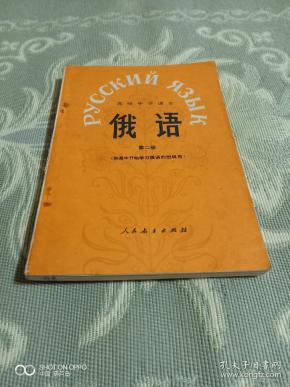 РУССКИЙ ЯЗЫК
高级中学课本
俄语
第二册
(供高中开始学习俄语的班级用)
人民教育出版社
SHOT ON OPPO
孔夫子旧书网